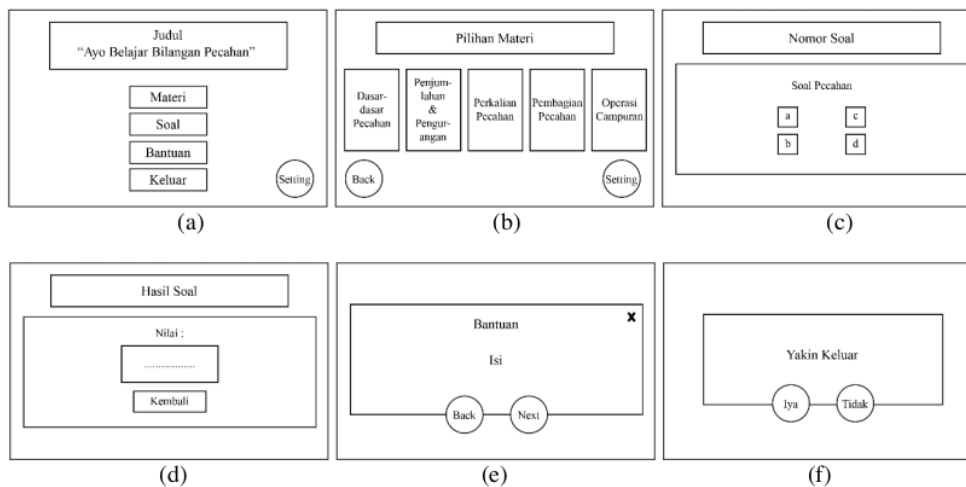 Judul
“Ayo Belajar Bilangan Pecahan”
Materi
Soal
Bantuan
Keluar
Setting
(a)
Pilihan Materi
Dasar-
dasar
Pecahan
Penjum-
lahan
&
Pengur-
angan
Perkalian
Pecahan
Pembagian
Pecahan
Operasi
Campuran
Back
Setting
(b)
Nomor Soal
Soal Pecahan
a
c
b
d
(c)
Hasil Soal
Nilai :
...................
Kembali
(d)
x
Bantuan
Isi
Back
Next
(e)
Yakin Keluar
Iya
Tidak
(f)